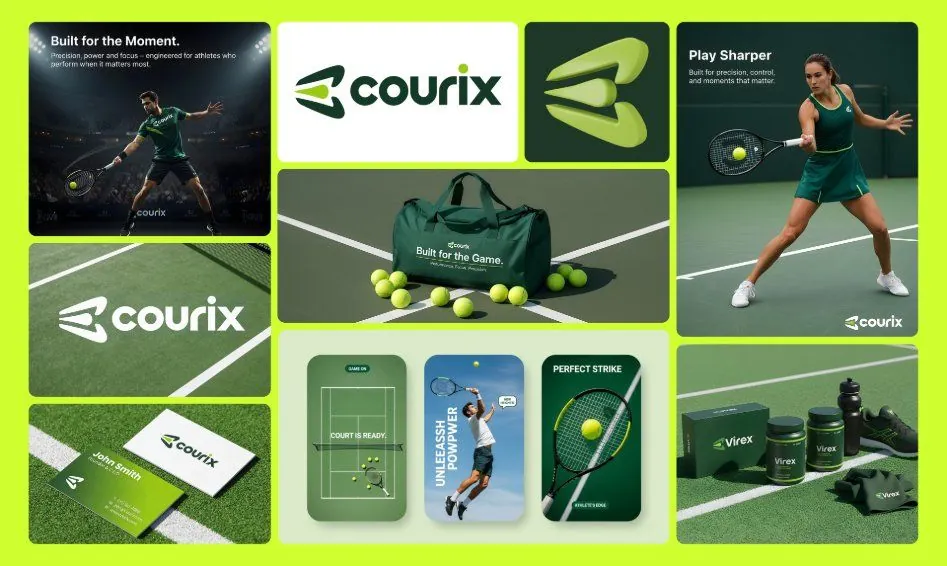 Built for the Moment.
Precision, power and focus – engineered for athletes who
perform when it matters most.
courix
courix
courix
Play Sharper
Built for precision, control,
and moments that matter.
courix
courix
Built for the Game.
courix
GAME ON
COURT IS READY.
UNLEEASSH
POWPWER
PERFECT STRIKE
ATHLETE'S EDGE
John Smith
courix
Virex
Virex
Virex
Virex